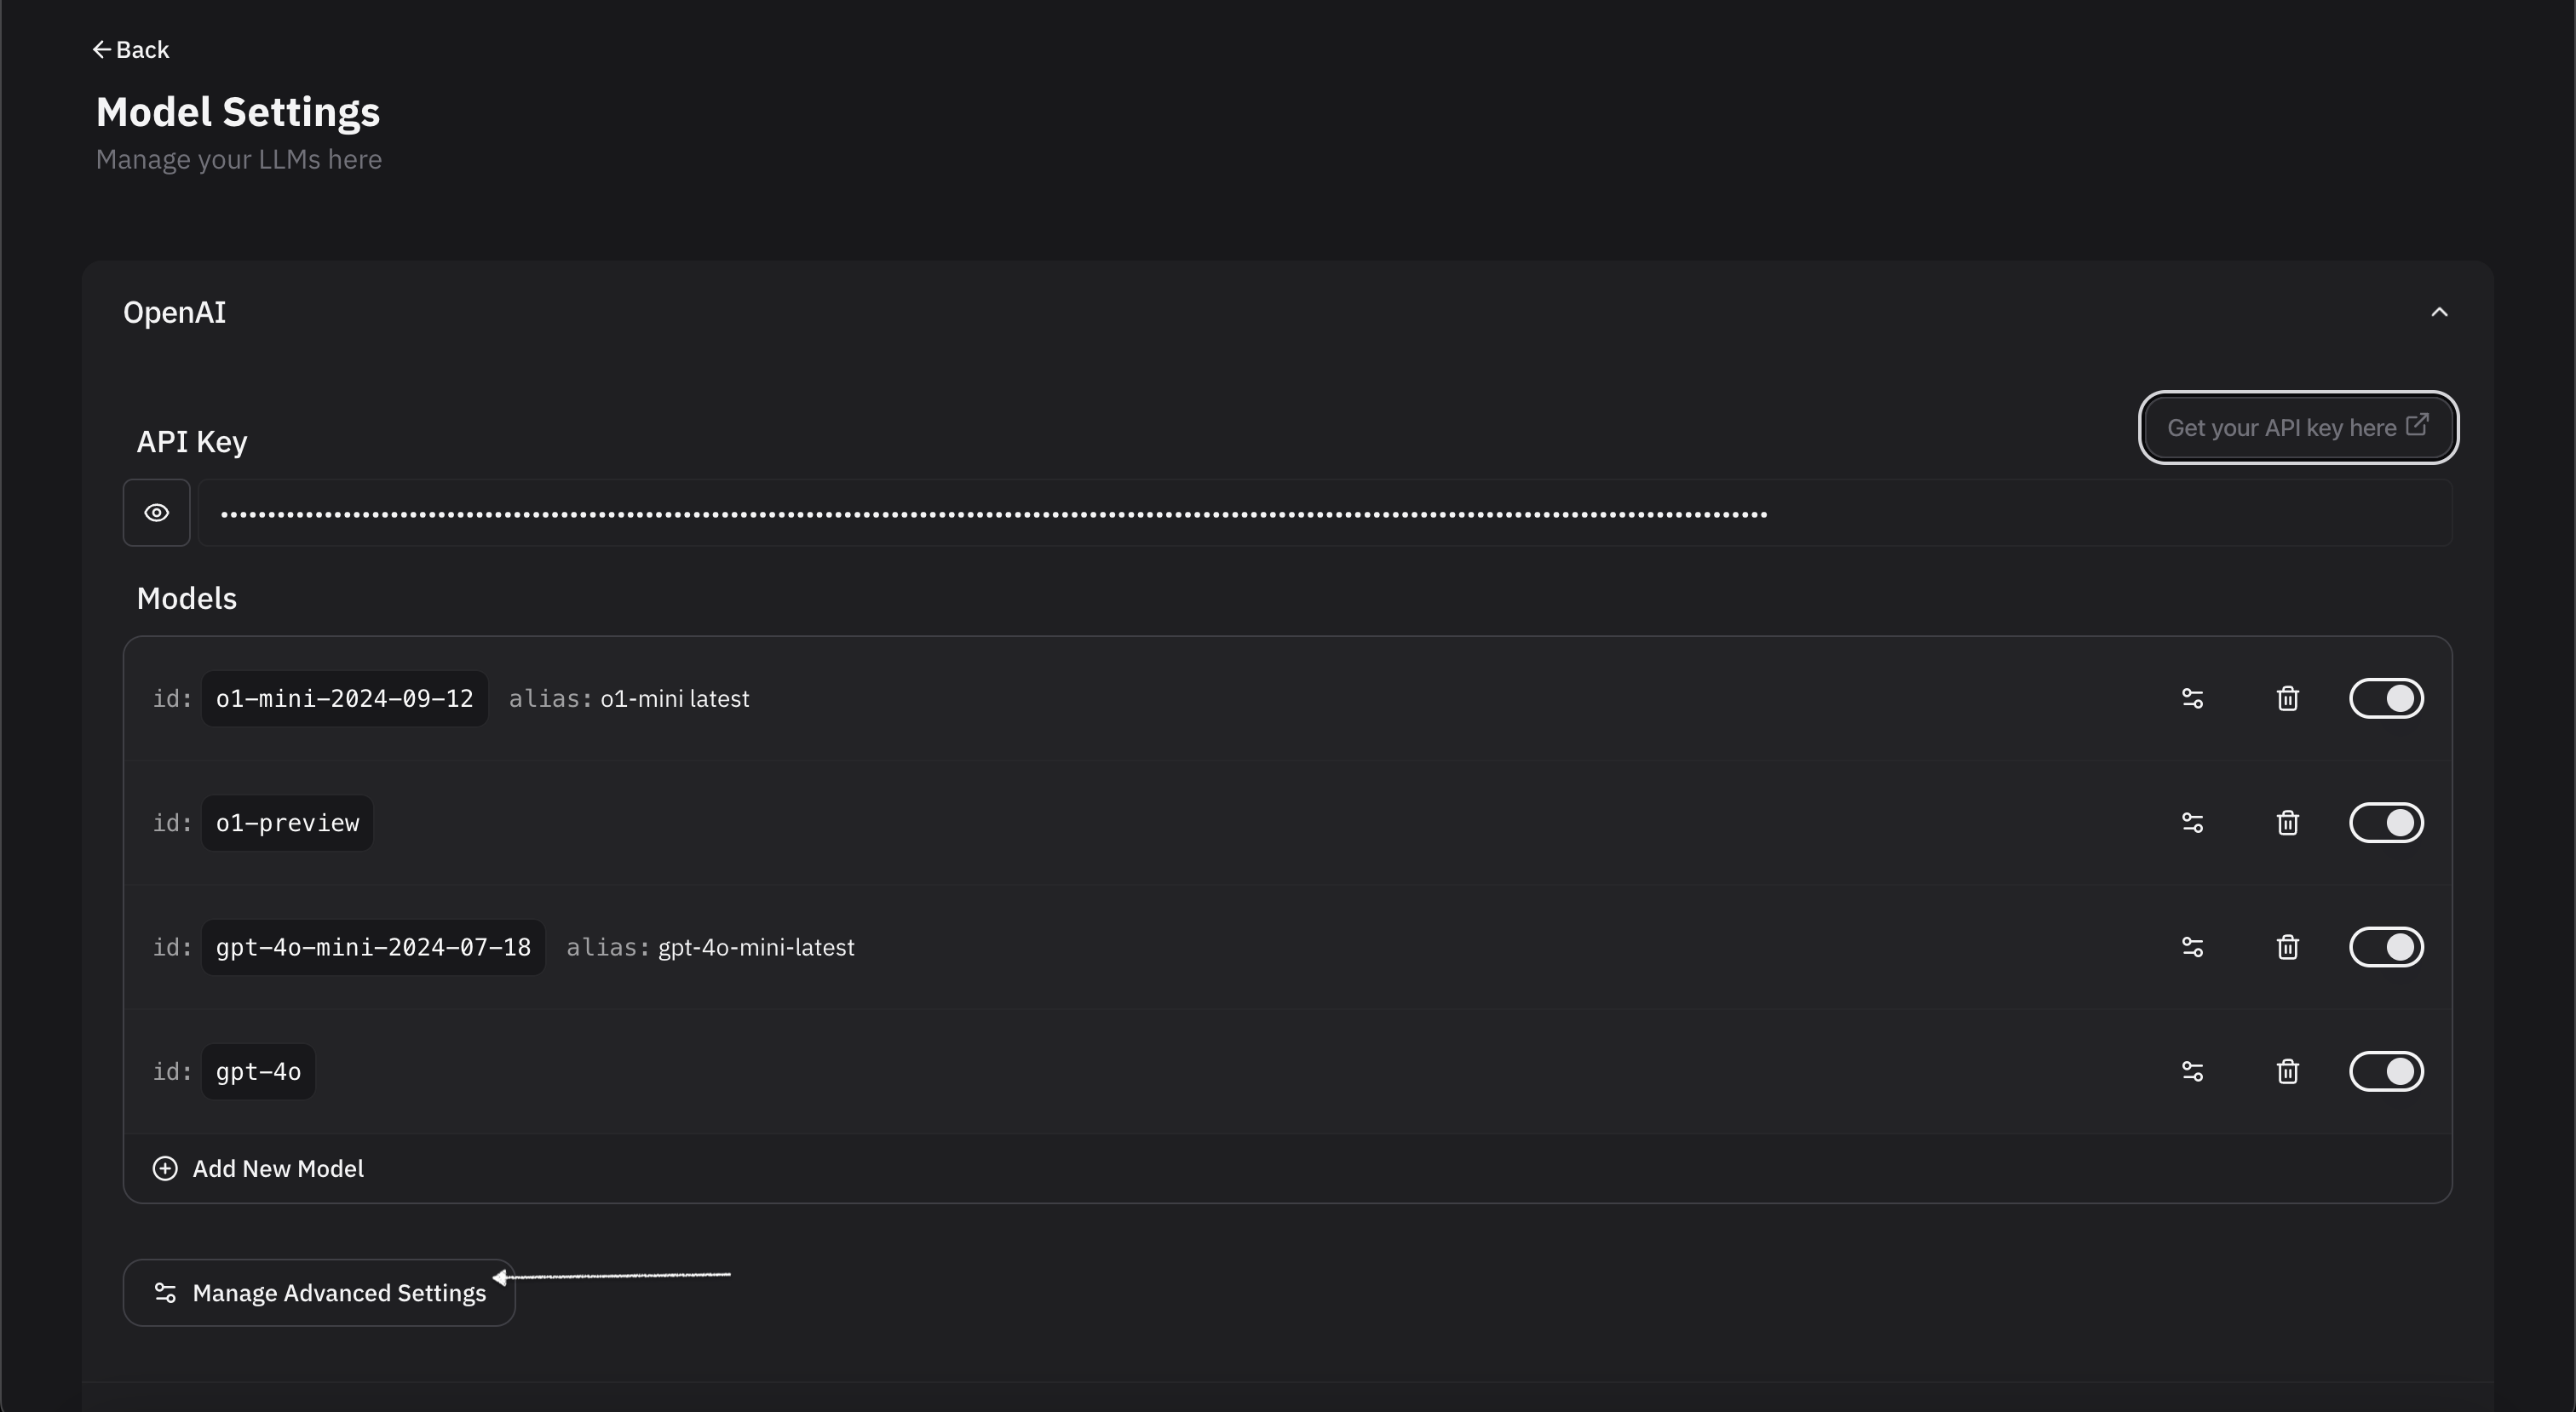 Back
Model Settings
Manage your LLMs here
OpenAI
Get your API key here
API Key
••••••••••••••••••••••••••••••••••••••••••••••••••••••••••••••••••••••••••••••••••••••••••••••••••••••••••••••••••••••••••••••••••••••••••••••••••••••••••••••••••••
Models
id: o1-mini-2024-09-12 alias: o1-mini latest
id: o1-preview
id: gpt-4o-mini-2024-07-18 alias: gpt-4o-mini-latest
id: gpt-4o
Add New Model
Manage Advanced Settings